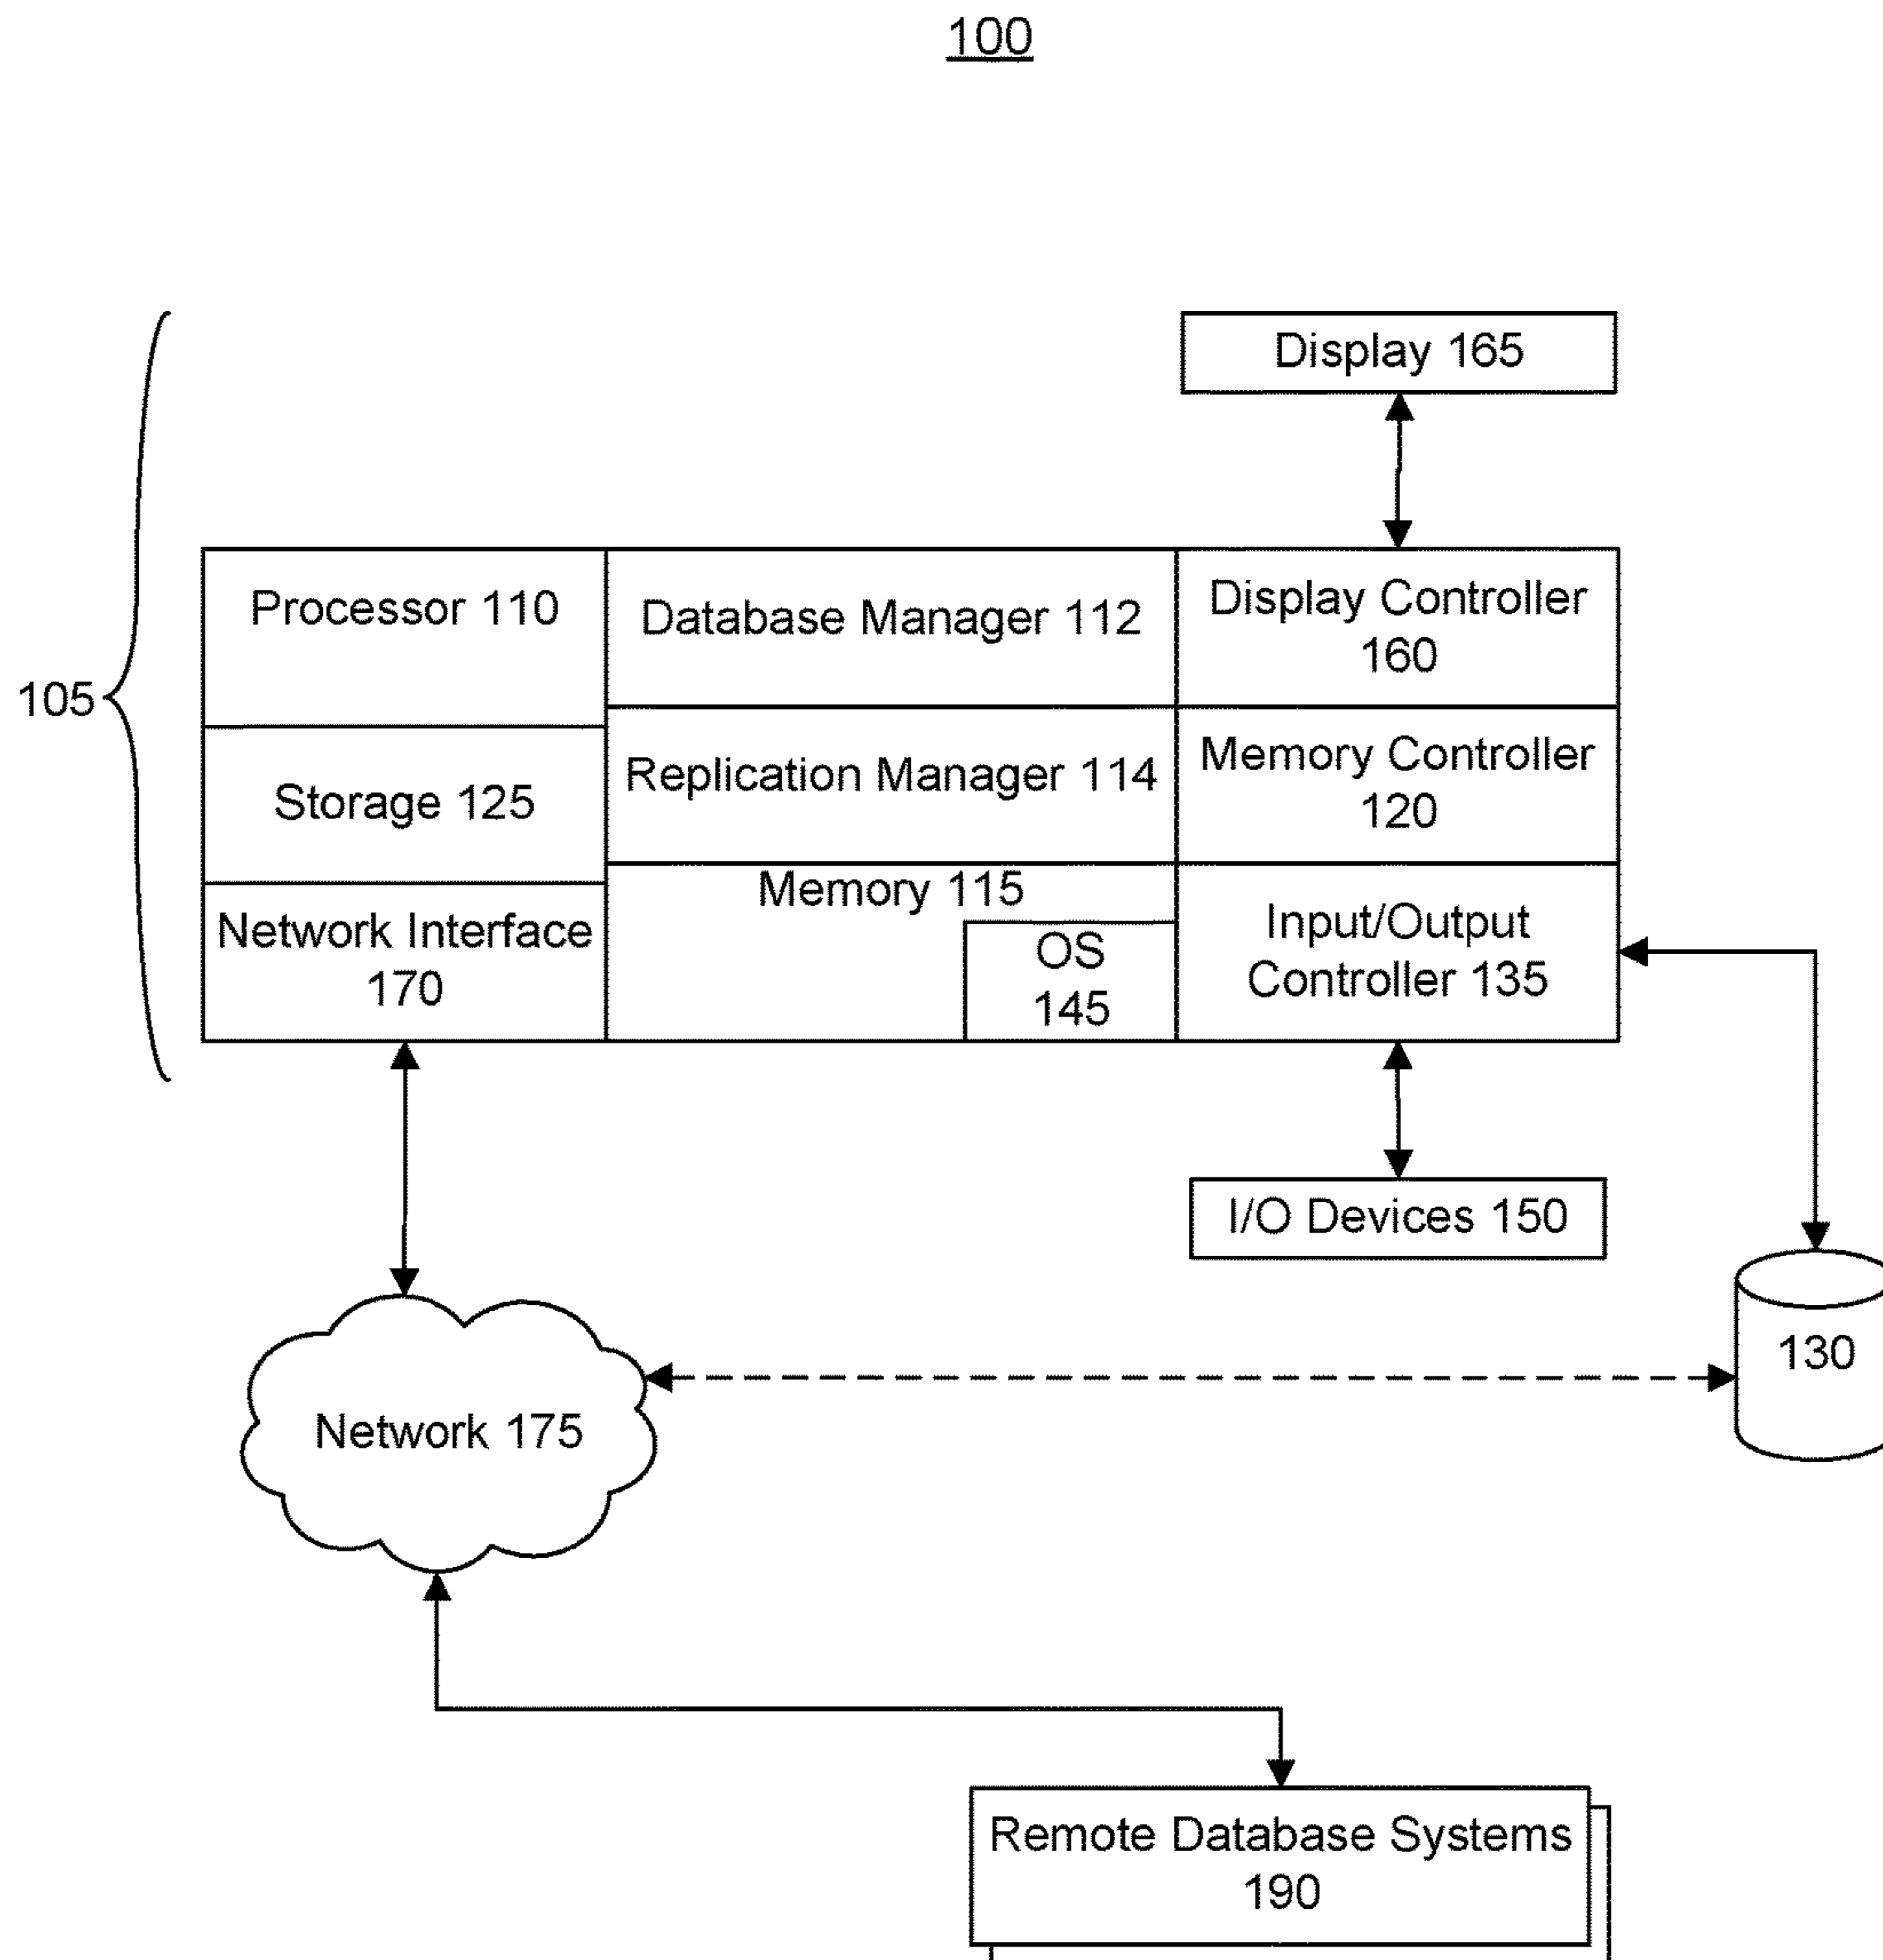 100
Display 165
105
Processor 110
Database Manager 112
Display Controller
160
Storage 125
Replication Manager 114
Memory Controller
120
Network Interface
170
Memory 115
OS
145
Input/Output
Controller 135
I/O Devices 150
130
Network 175
Remote Database Systems
190